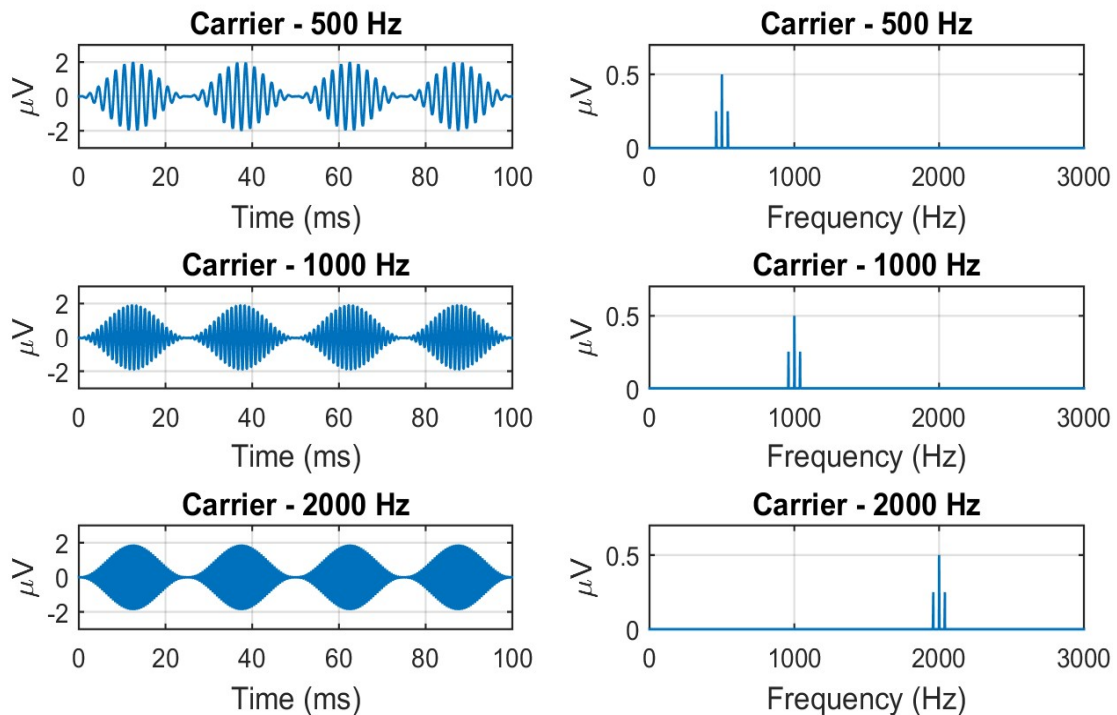 Carrier - 500 Hz
2
0
-2
μV
0 20 40 60 80 100
Time (ms)
Carrier - 500 Hz
0.5
0
μV
0 1000 2000 3000
Frequency (Hz)
Carrier - 1000 Hz
2
0
-2
μV
0 20 40 60 80 100
Time (ms)
Carrier - 1000 Hz
0.5
0
μV
0 1000 2000 3000
Frequency (Hz)
Carrier - 2000 Hz
2
0
-2
μV
0 20 40 60 80 100
Time (ms)
Carrier - 2000 Hz
0.5
0
μV
0 1000 2000 3000
Frequency (Hz)